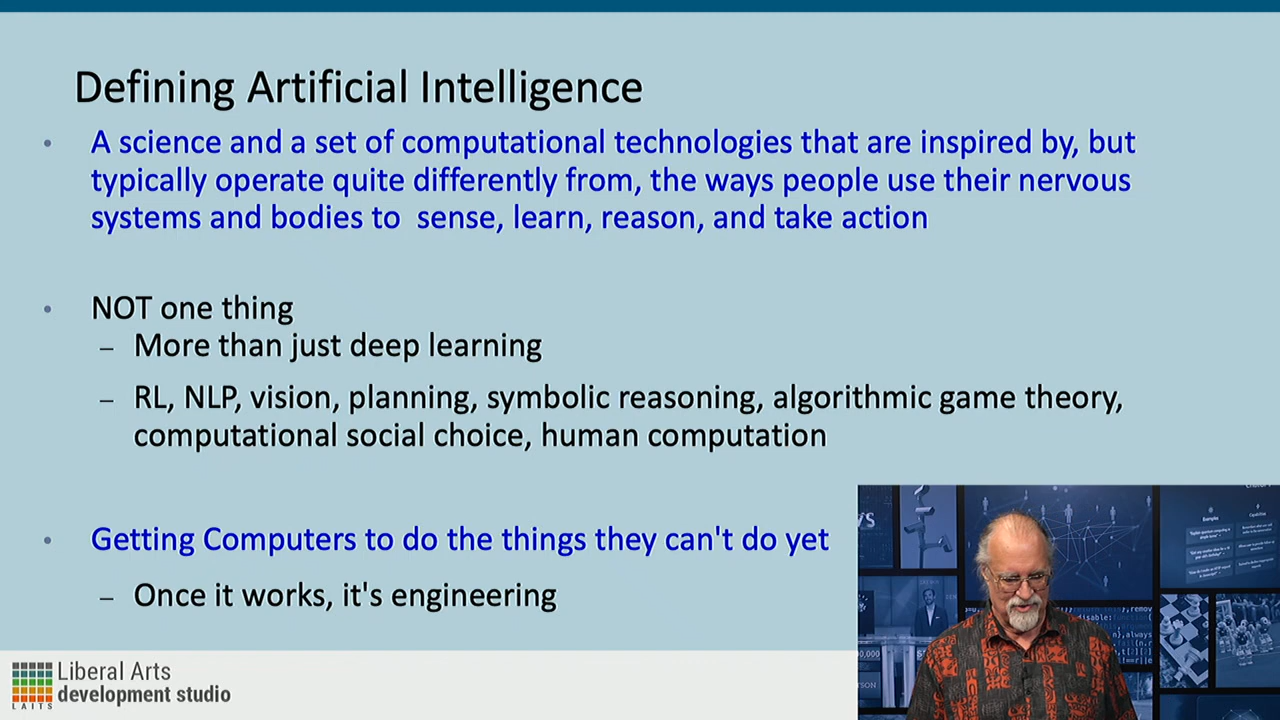 Defining Artificial Intelligence
• A science and a set of computational technologies that are inspired by, but
typically operate quite differently from, the ways people use their nervous
systems and bodies to sense, learn, reason, and take action
• NOT one thing
– More than just deep learning
– RL, NLP, vision, planning, symbolic reasoning, algorithmic game theory,
computational social choice, human computation
• Getting Computers to do the things they can't do yet
– Once it works, it's engineering
Examples
Capabilities
Liberal Arts
development studio
LAITS